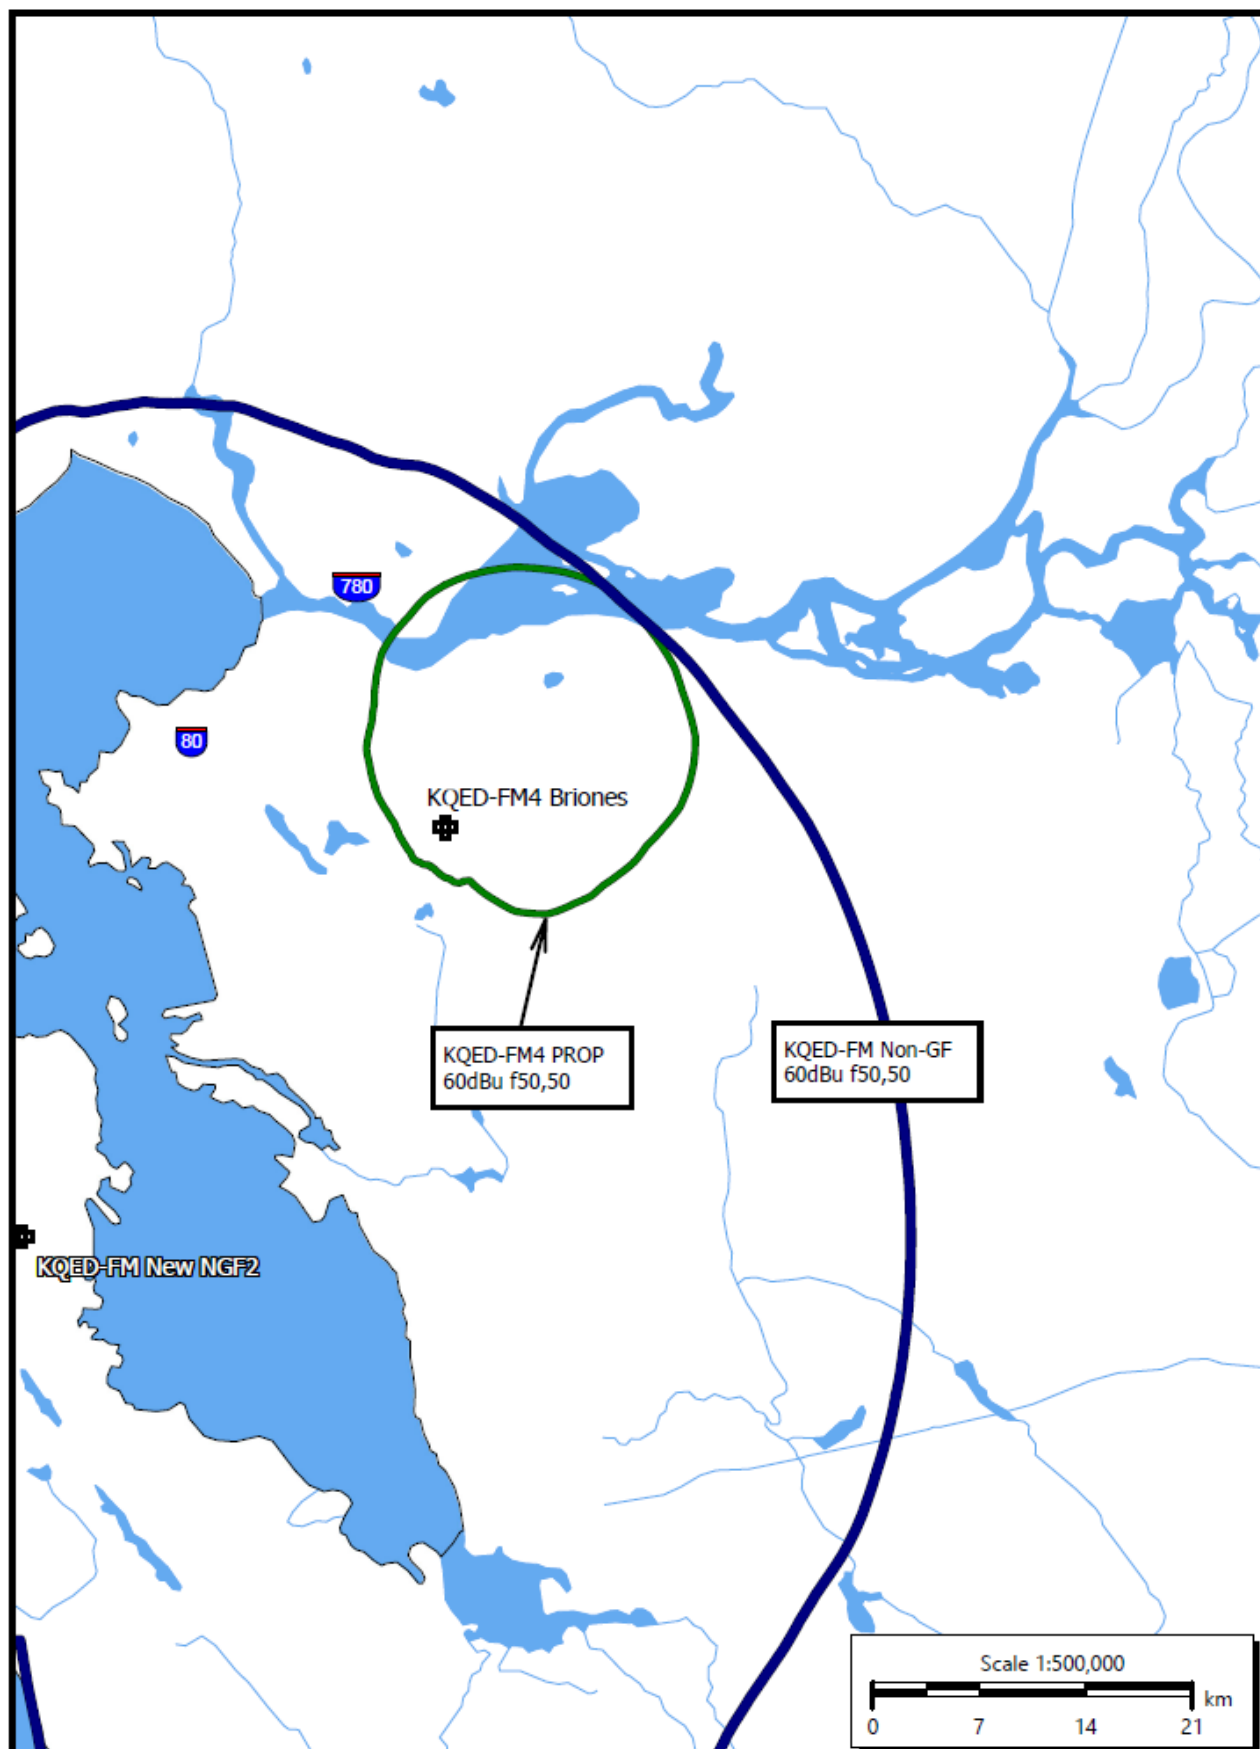 780
80
KQED-FM4 Briones
KQED-FM4 PROP
60dBu f50,50
KQED-FM Non-GF
60dBu f50,50
KQED-FM New NGF2
Scale 1:500,000
km
0 7 14 21